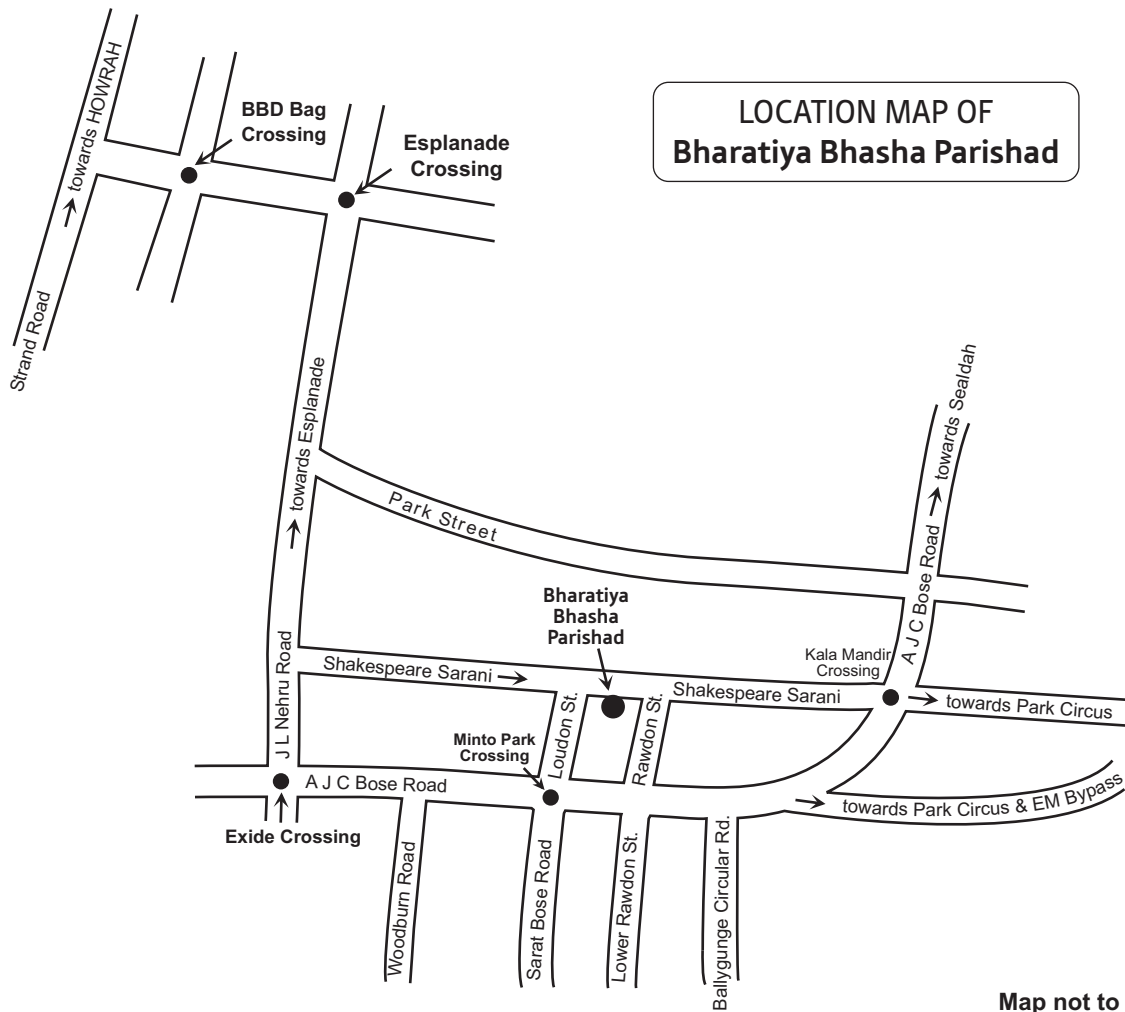 LOCATION MAP OF
Bharatiya Bhasha Parishad
BBD Bag
Crossing
Esplanade
Crossing
towards HOWRAH
Strand Road
towards Esplanade
J L Nehru Road
Park Street
towards Sealdah
A J C Bose Road
Bharatiya
Bhasha
Parishad
Kala Mandir
Crossing
Shakespeare Sarani
Shakespeare Sarani
towards Park Circus
Loudon St.
Rawdon St.
Minto Park
Crossing
A J C Bose Road
towards Park Circus & EM Bypass
Exide Crossing
Woodburn Road
Sarat Bose Road
Lower Rawdon St.
Ballygunge Circular Rd.
Map not to